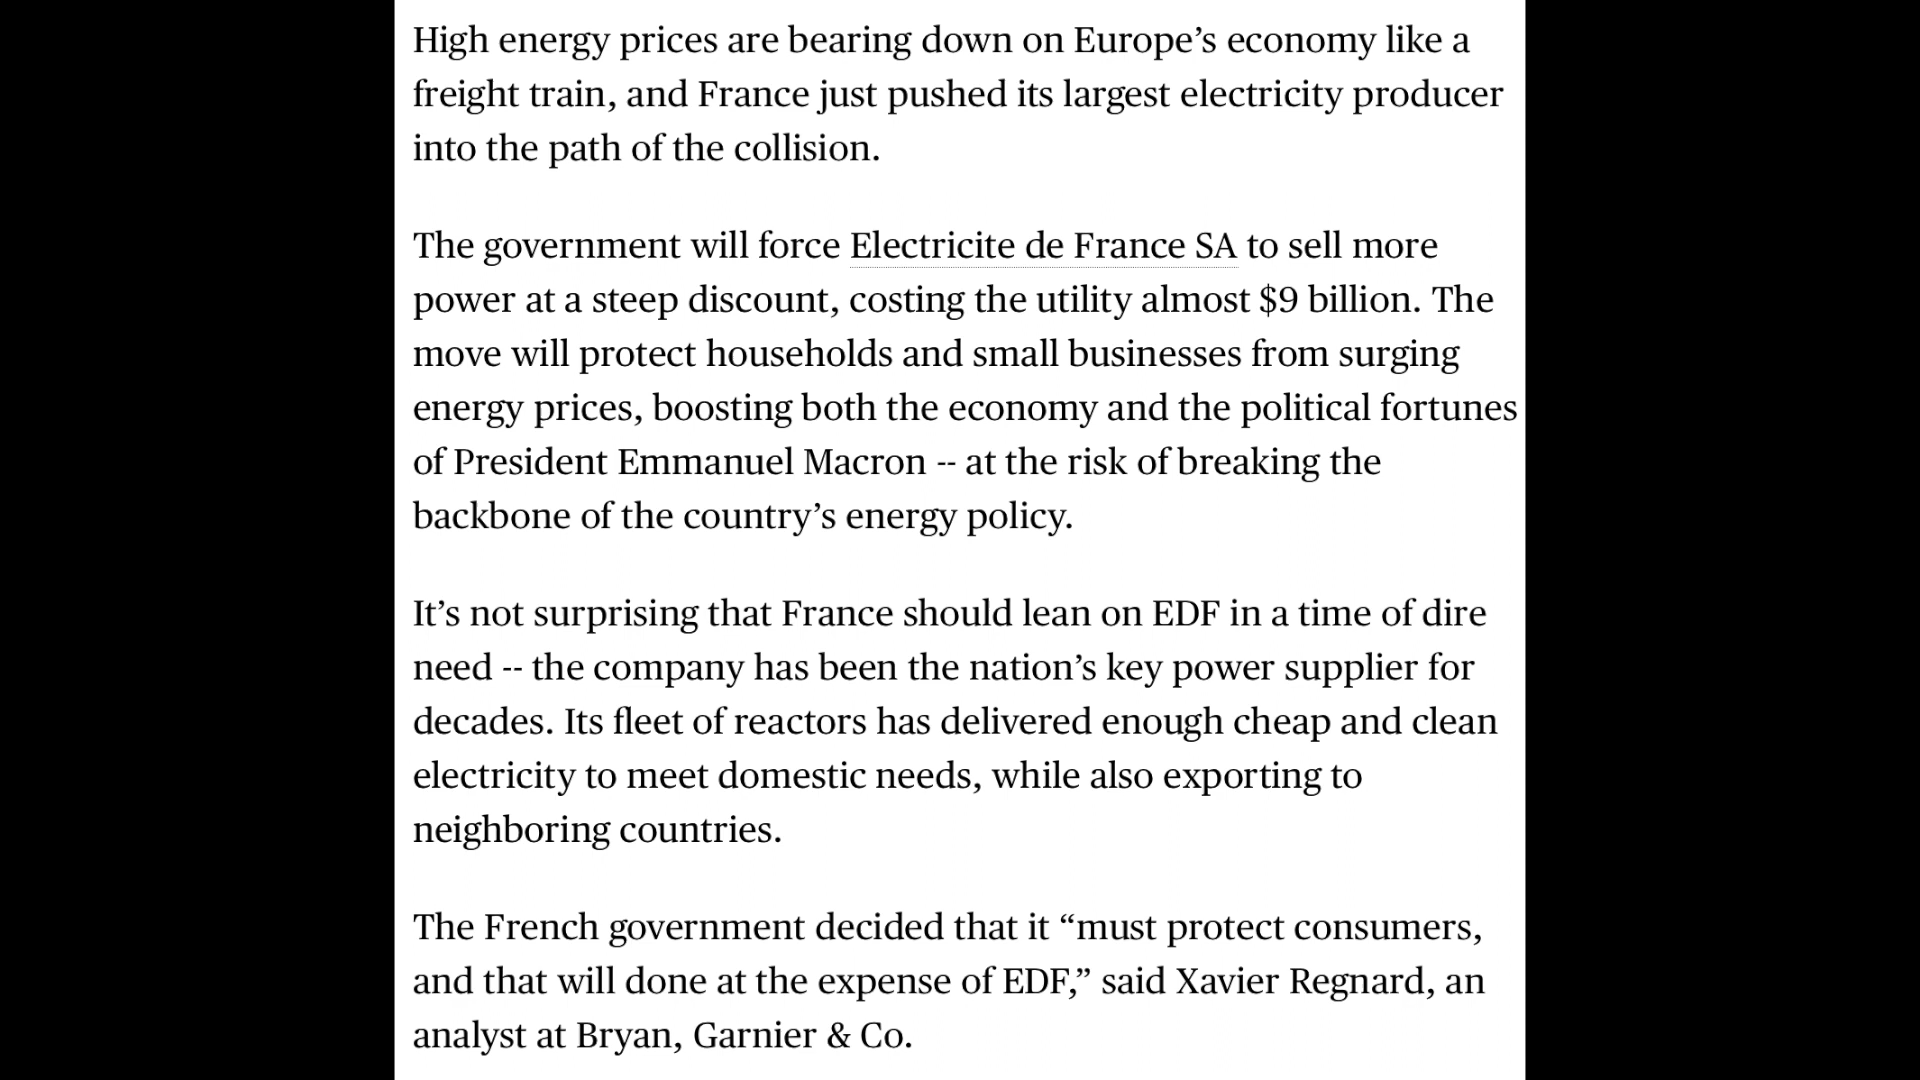 High energy prices are bearing down on Europe’s economy like a
freight train, and France just pushed its largest electricity producer
into the path of the collision.
The government will force Electricite de France SA to sell more
power at a steep discount, costing the utility almost $9 billion. The
move will protect households and small businesses from surging
energy prices, boosting both the economy and the political fortunes
of President Emmanuel Macron -- at the risk of breaking the
backbone of the country’s energy policy.
It’s not surprising that France should lean on EDF in a time of dire
need -- the company has been the nation’s key power supplier for
decades. Its fleet of reactors has delivered enough cheap and clean
electricity to meet domestic needs, while also exporting to
neighboring countries.
The French government decided that it “must protect consumers,
and that will done at the expense of EDF,” said Xavier Regnard, an
analyst at Bryan, Garnier & Co.